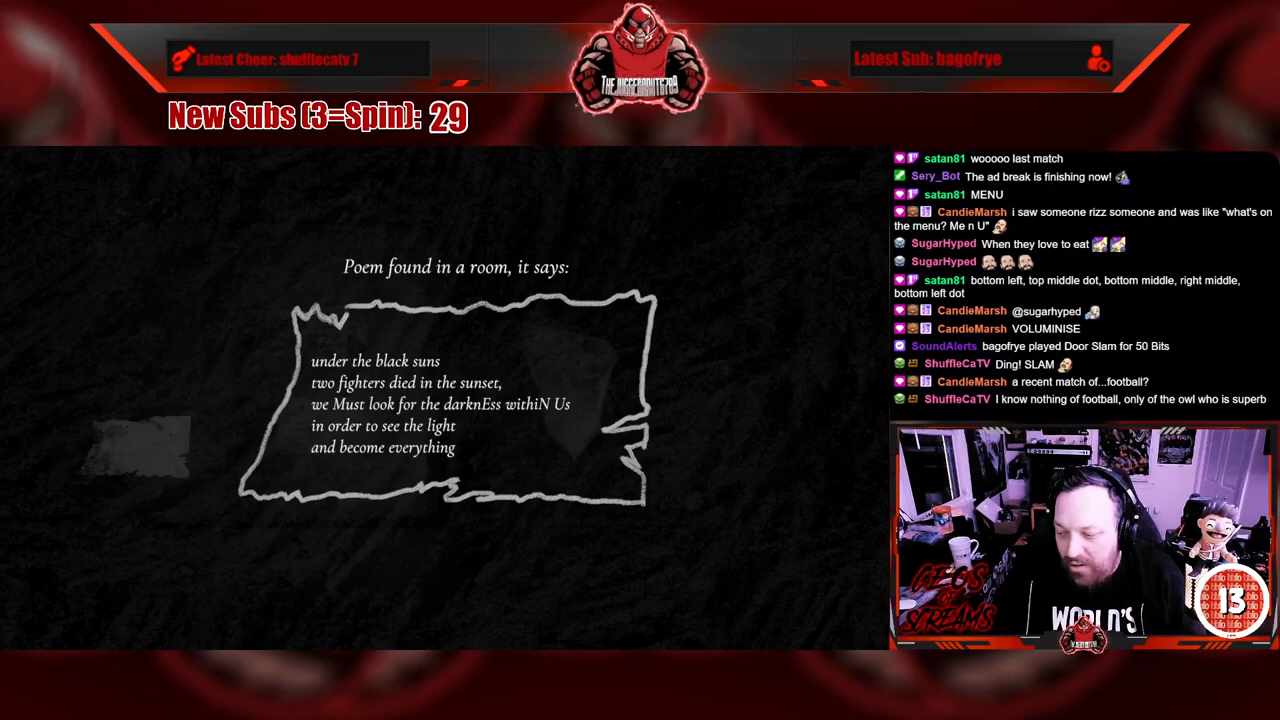 Latest Cheer: shufflecatv 7
THEJUGGERNAUT6789
Latest Sub: bagofrye
New Subs (3=Spin): 29
Poem found in a room, it says:
under the black suns
two fighters died in the sunset,
we Must look for the darknEss withiN Us
in order to see the light
and become everything
satan81 wooooo last match
Sery_Bot The ad break is finishing now!
satan81 MENU
CandieMarsh i saw someone rizz someone and was like "what's on
the menu? Me n U"
SugarHyped When they love to eat
SugarHyped
satan81 bottom left, top middle dot, bottom middle, right middle,
bottom left dot
CandieMarsh @sugarhyped
CandieMarsh VOLUMINISE
SoundAlerts bagofrye played Door Slam for 50 Bits
ShuffleCaTV Ding! SLAM
CandieMarsh a recent match of...football?
ShuffleCaTV I know nothing of football, only of the owl who is superb
SCREAMS
WORLD'S
13